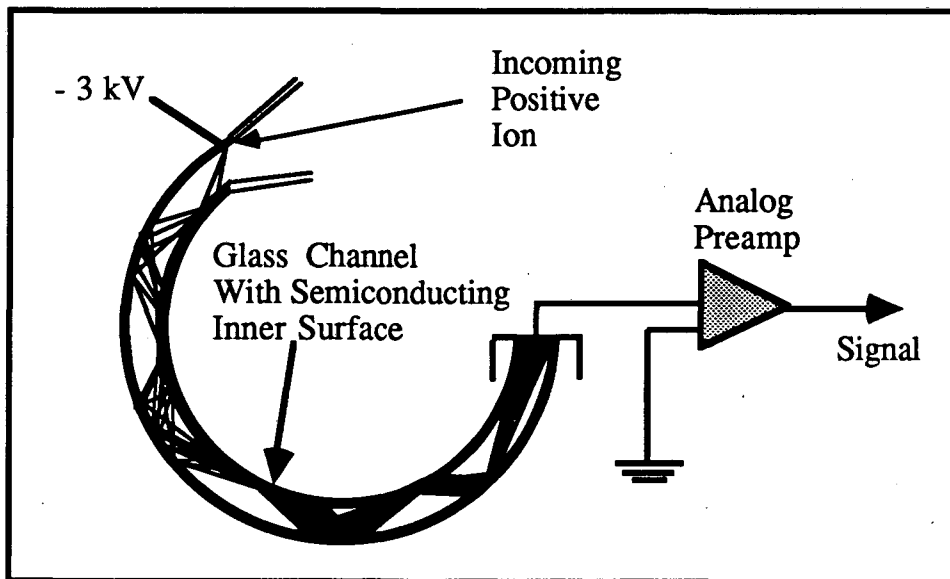 - 3 kV
Incoming
Positive
Ion
Analog
Preamp
Glass Channel
With Semiconducting
Inner Surface
Signal